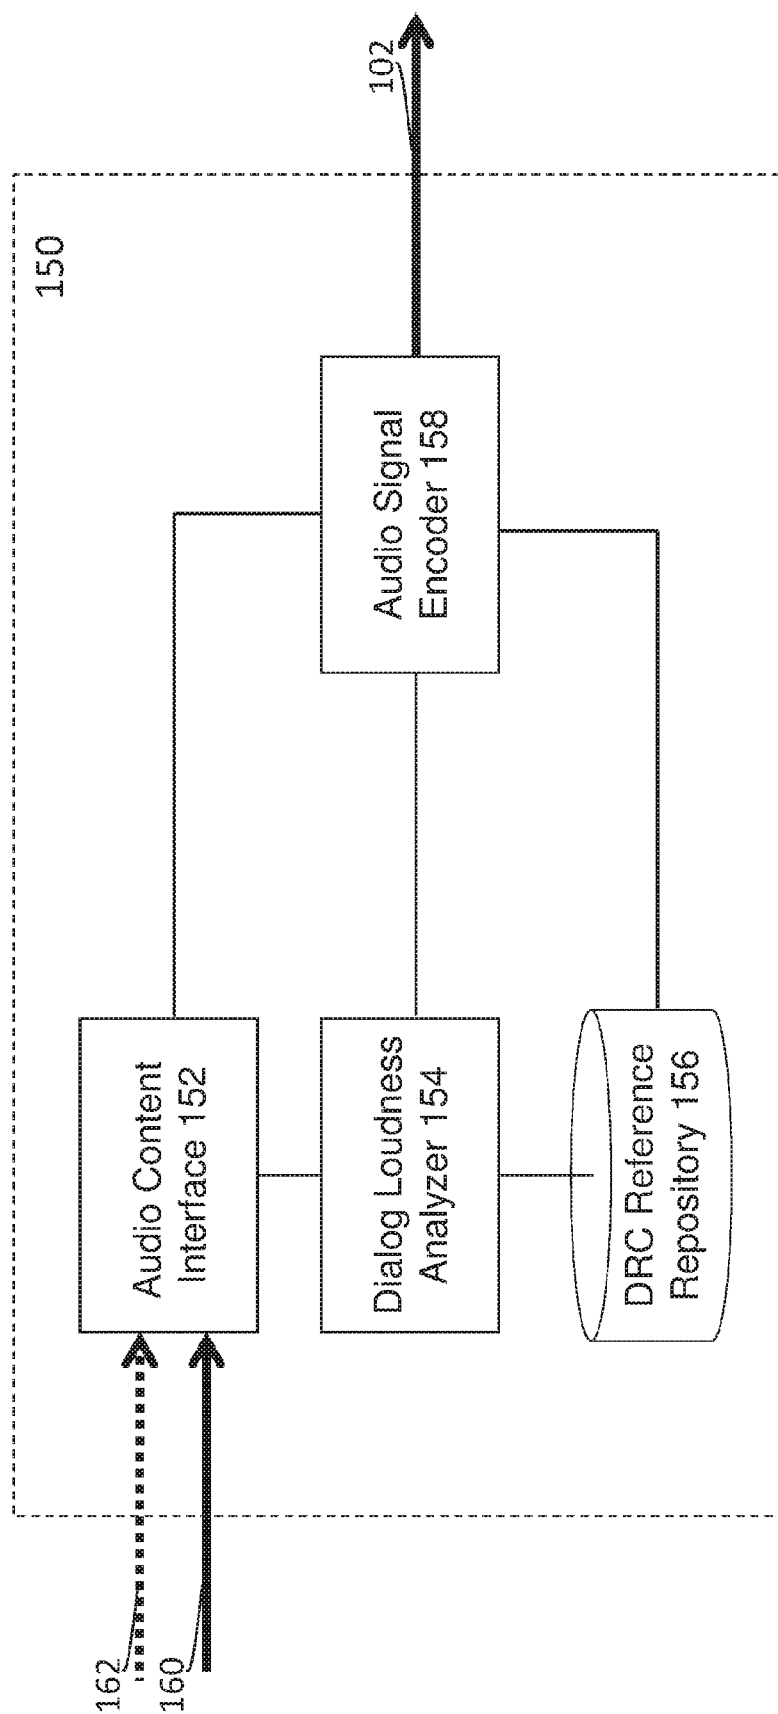 150
102
162
160
Audio Content
Interface 152
Dialog Loudness
Analyzer 154
DRC Reference
Repository 156
Audio Signal
Encoder 158